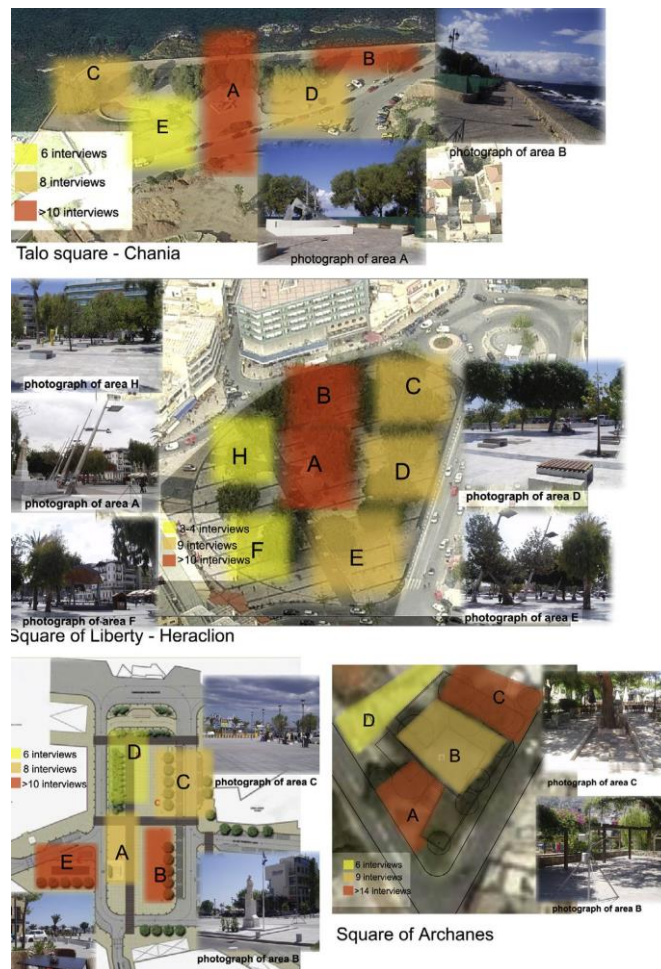 C
A
B
D
E
6 interviews
8 interviews
>10 interviews
photograph of area B
photograph of area A
Talo square - Chania
photograph of area H
photograph of area A
photograph of area F
B
C
H
A
D
F
E
3-4 interviews
9 interviews
>10 interviews
photograph of area D
photograph of area E
Square of Liberty - Heraclion
6 interviews
8 interviews
>10 interviews
D
C
c
A
E
B
photograph of area C
photograph of area B
D
C
B
A
6 interviews
9 interviews
>14 interviews
photograph of area C
photograph of area B
Square of Archanes